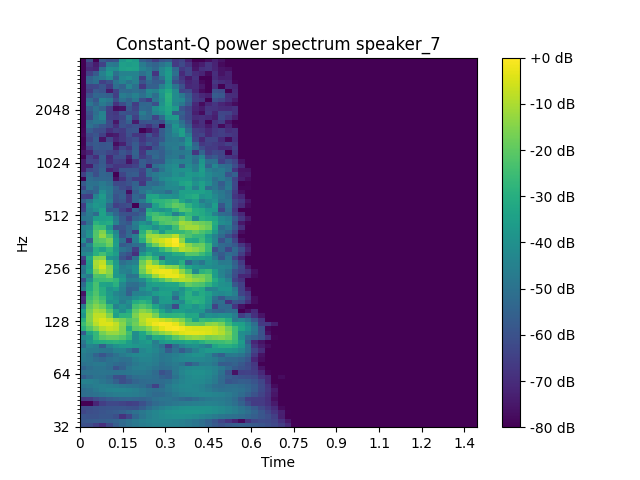 Constant-Q power spectrum speaker_7
Hz
2048
1024
512
256
128
64
32
0 0.15 0.3 0.45 0.6 0.75 0.9 1.1 1.2 1.4
Time
+0 dB
-10 dB
-20 dB
-30 dB
-40 dB
-50 dB
-60 dB
-70 dB
-80 dB